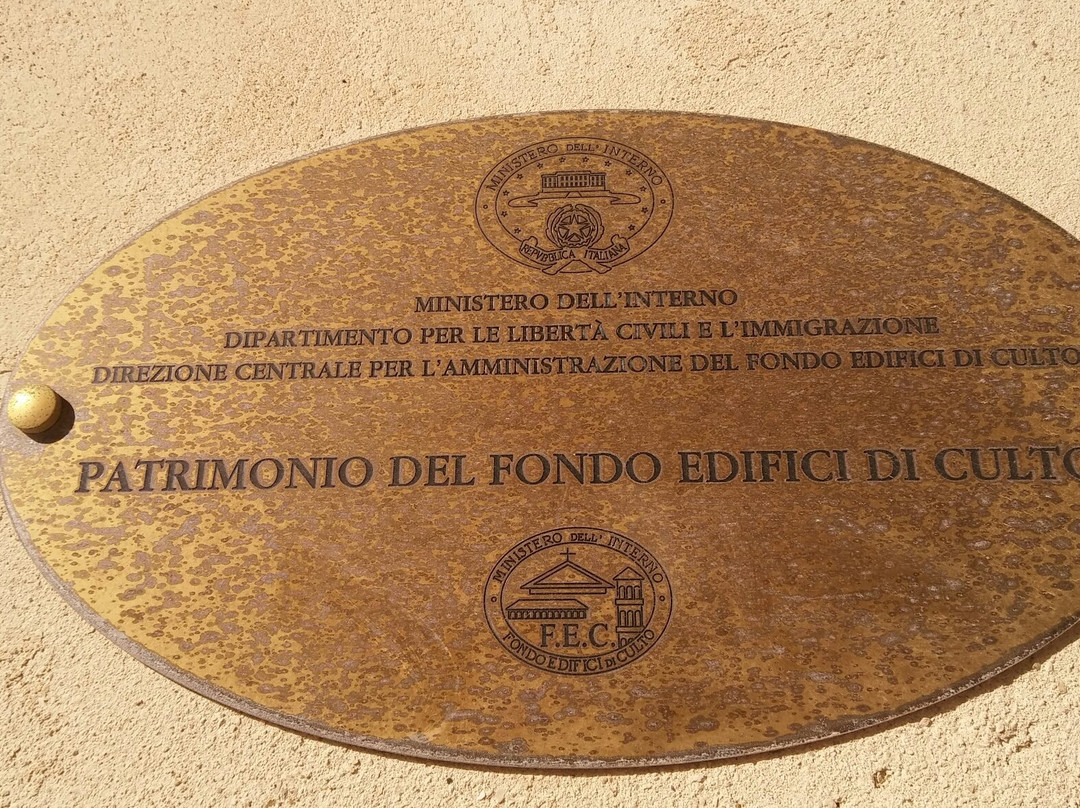 MINISTERO DELL'INTERNO
REPVBBLICA ITALIANA
MINISTERO DELL'INTERNO
DIPARTIMENTO PER LE LIBERTÀ CIVILI E L'IMMIGRAZIONE
DIREZIONE CENTRALE PER L'AMMINISTRAZIONE DEL FONDO EDIFICI DI CULTO
PATRIMONIO DEL FONDO EDIFICI DI CULTO
MINISTERO DELL' INTERNO
F.E.C.
FONDO EDIFICI DI CULTO